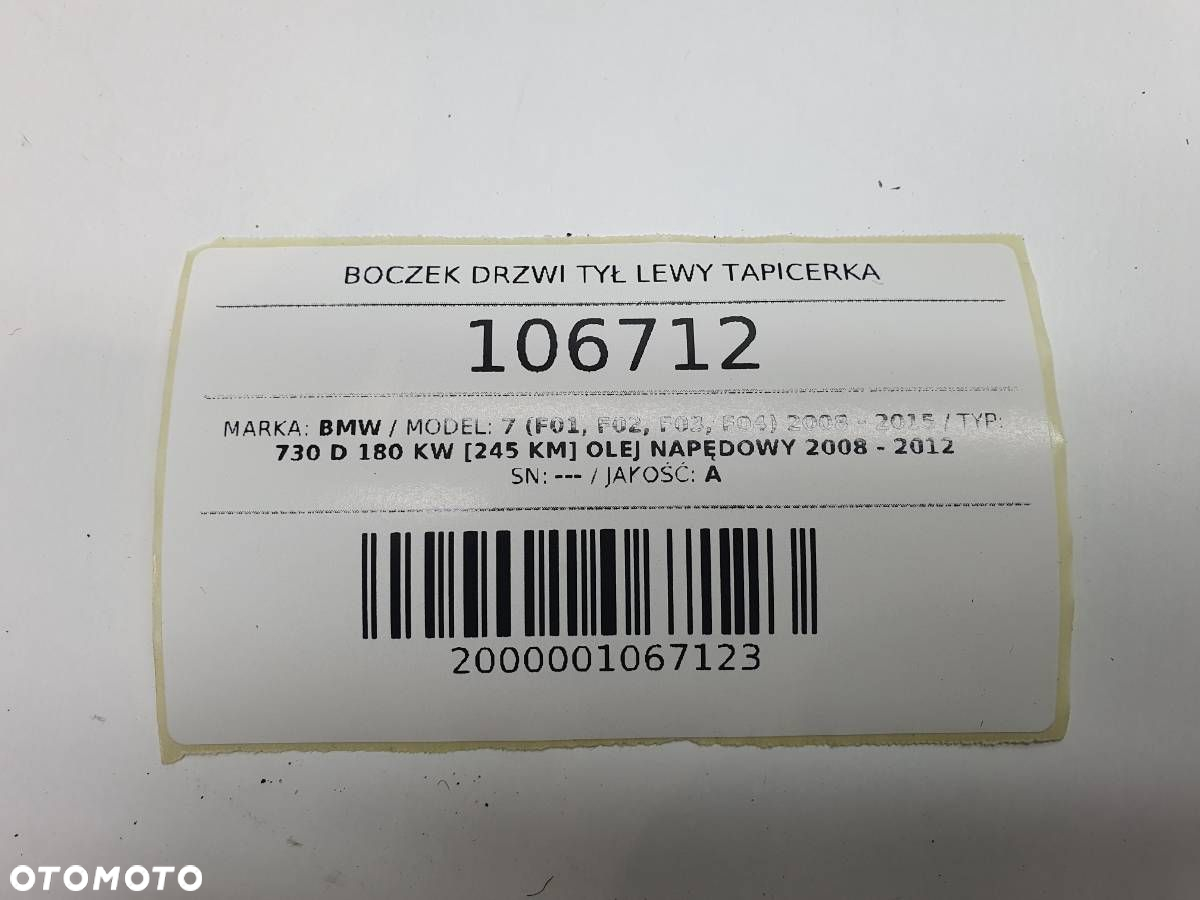 BOCZEK DRZWI TYŁ LEWY TAPICERKA
106712
MARKA: BMW / MODEL: 7 (F01, F02, F03, F04) 2008 - 2015 / TYP:
730 D 180 KW [245 KM] OLEJ NAPĘDOWY 2008 - 2012
SN: --- / JAKOŚĆ: A
2000001067123
OTOMOTO